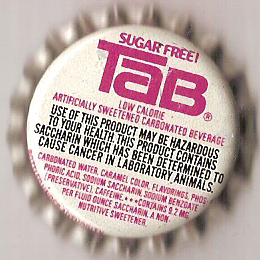 SUGAR FREE!
TaB®
LOW CALORIE
ARTIFICIALLY SWEETENED CARBONATED BEVERAGE
USE OF THIS PRODUCT MAY BE HAZARDOUS
TO YOUR HEALTH. THIS PRODUCT CONTAINS
SACCHARIN WHICH HAS BEEN DETERMINED TO
CAUSE CANCER IN LABORATORY ANIMALS.
CARBONATED WATER, CARAMEL COLOR, FLAVORINGS, PHOS-
PHORIC ACID, SODIUM SACCHARIN, SODIUM BENZOATE
(PRESERVATIVE), CAFFEINE. •••CONTAINS 9.2 MG.
PER FLUID OUNCE SACCHARIN, A NON-
NUTRITIVE SWEETENER.